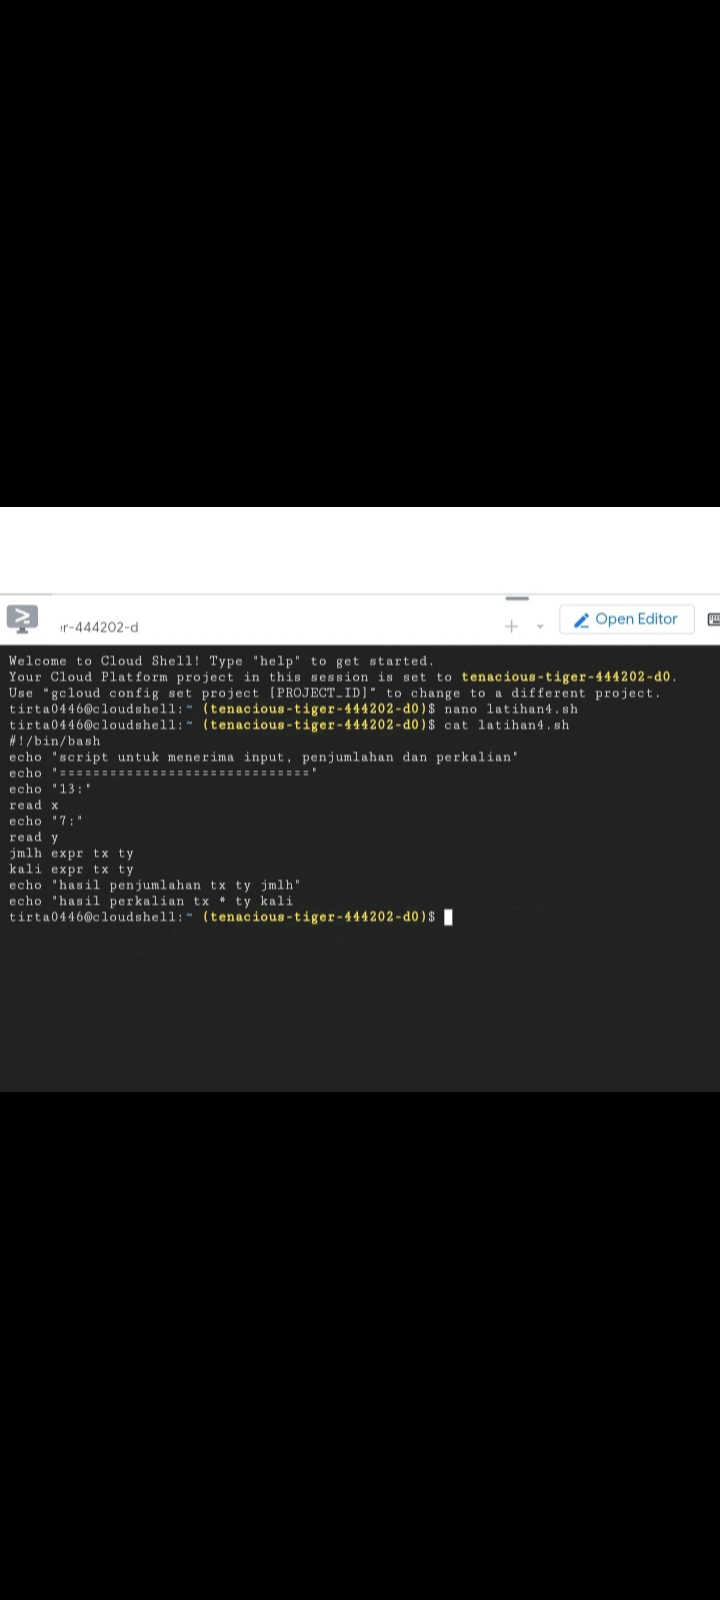 er-444202-d
Open Editor
Welcome to Cloud Shell! Type "help" to get started.
Your Cloud Platform project in this session is set to tenacious-tiger-444202-d0.
Use "gcloud config set project [PROJECT_ID]" to change to a different project.
tirta0446@cloudshell:~ (tenacious-tiger-444202-d0)$ nano latihan4.sh
tirta0446@cloudshell:~ (tenacious-tiger-444202-d0)$ cat latihan4.sh
#!/bin/bash
echo "script untuk menerima input, penjumlahan dan perkalian"
echo "=============================="
echo "13:"
read x
echo "7:"
read y
jmlh expr tx ty
kali expr tx ty
echo "hasil penjumlahan tx ty jmlh"
echo "hasil perkalian tx * ty kali
tirta0446@cloudshell:~ (tenacious-tiger-444202-d0)$